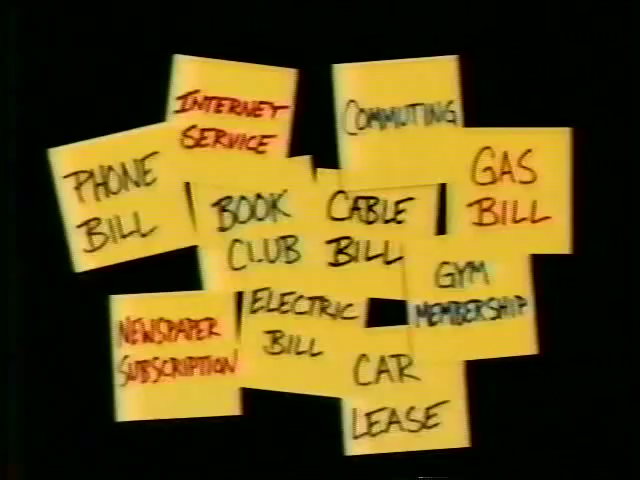 INTERNET
SERVICE
COMMUTING
PHONE
BILL
GAS
BILL
BOOK
CLUB
CABLE
BILL
GYM
MEMBERSHIP
ELECTRIC
BILL
NEWSPAPER
SUBSCRIPTION
CAR
LEASE